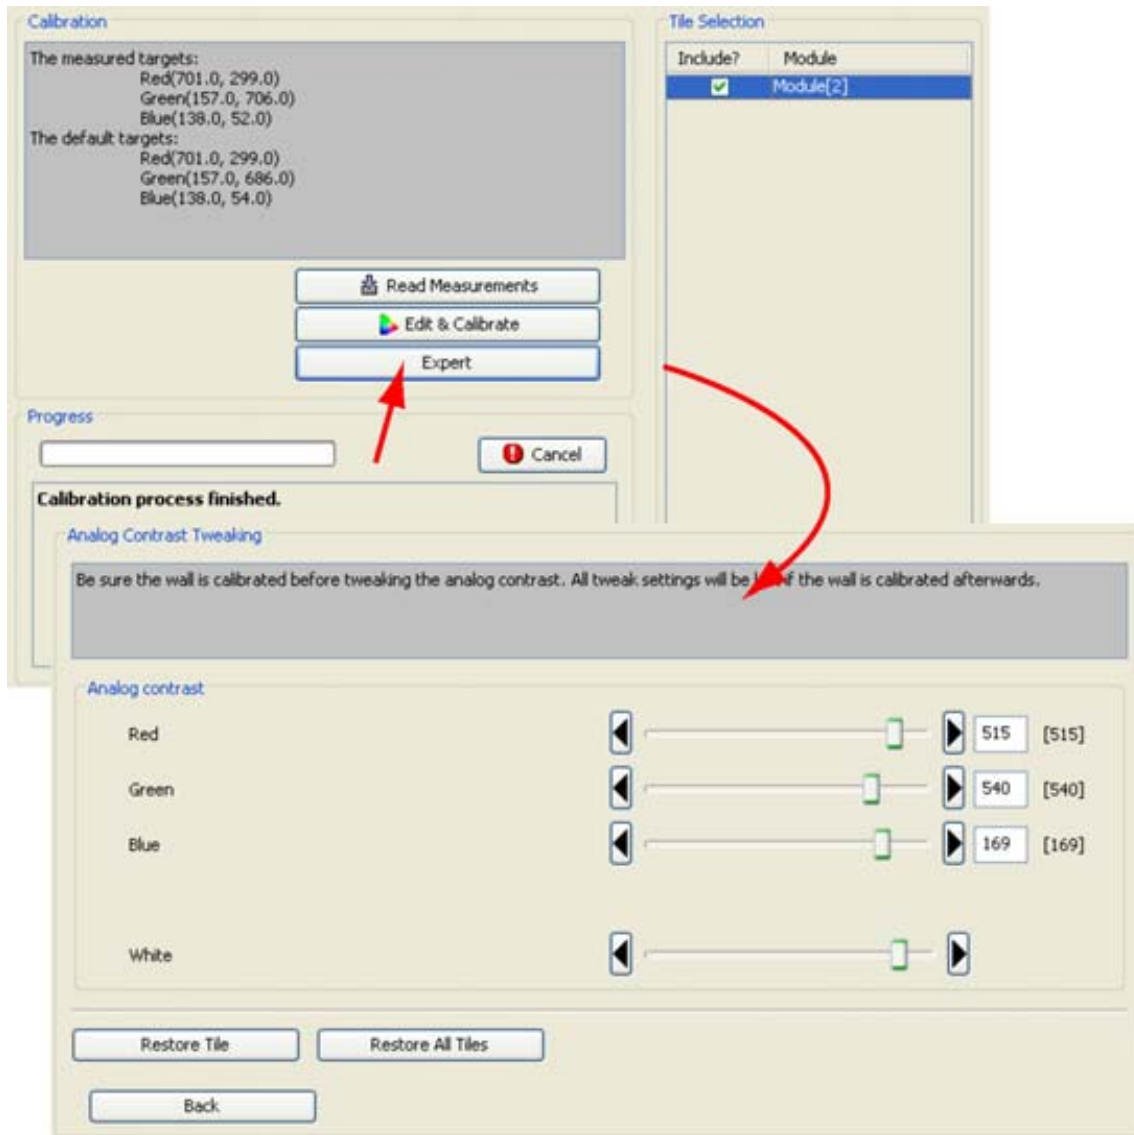 Calibration
The measured targets:
Red(701.0, 299.0)
Green(157.0, 706.0)
Blue(138.0, 52.0)
The default targets:
Red(701.0, 299.0)
Green(157.0, 686.0)
Blue(138.0, 54.0)
Read Measurements
Edit & Calibrate
Expert
Tile Selection
Include? Module
Module[2]
Progress
Cancel
Calibration process finished.
Analog Contrast Tweaking
Be sure the wall is calibrated before tweaking the analog contrast. All tweak settings will be if the wall is calibrated afterwards.
Analog contrast
Red 515 [515]
Green 540 [540]
Blue 169 [169]
White
Restore Tile Restore All Tiles
Back